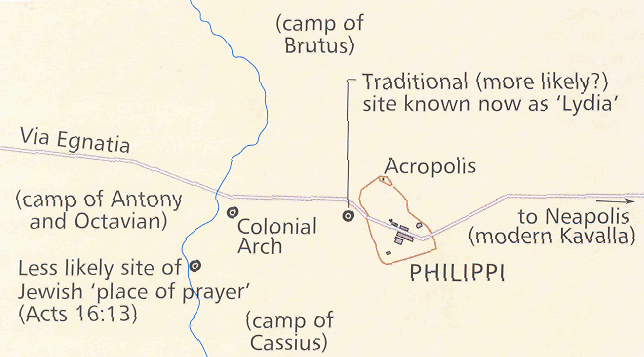 (camp of
Brutus)
Traditional (more likely?)
site known now as ‘Lydia’
Via Egnatia
Acropolis
(camp of Antony
and Octavian)
Colonial
Arch
to Neapolis
(modern Kavalla)
Less likely site of
Jewish ‘place of prayer’
(Acts 16:13)
PHILIPPI
(camp of
Cassius)